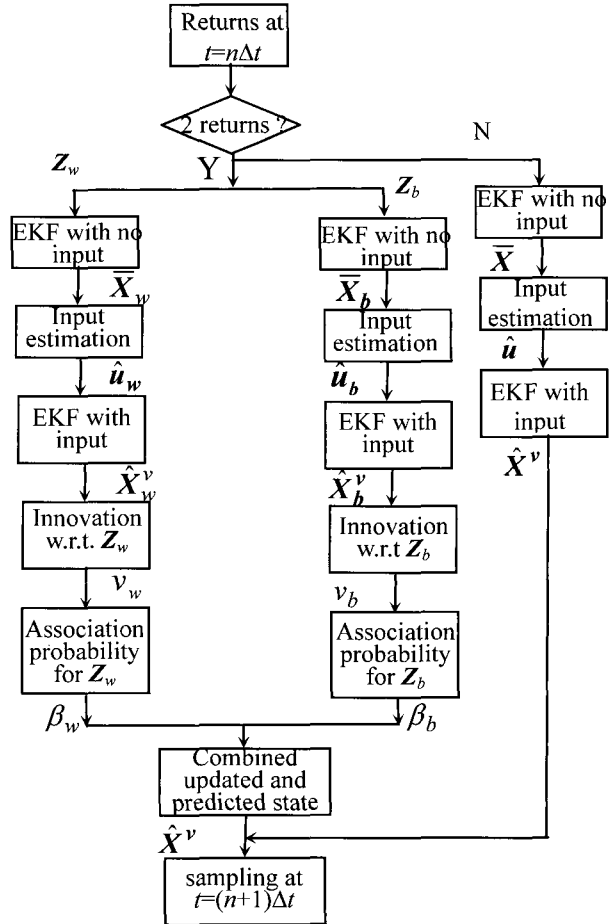 Returns at
t=nΔt
2 returns ?
N
Y
Z_w
Z_b
EKF with no
input
X̿_w
Input
estimation
û_w
EKF with
input
X̂^v_w
Innovation
w.r.t. Z_w
v_w
Association
probability
for Z_w
β_w
EKF with no
input
X̿_b
Input
estimation
û_b
EKF with
input
X̂^v_b
Innovation
w.r.t Z_b
v_b
Association
probability
for Z_b
β_b
EKF with no
input
X̿
Input
estimation
û
EKF with
input
X̂^v
Combined
updated and
predicted state
X̂^v
sampling at
t=(n+1)Δt